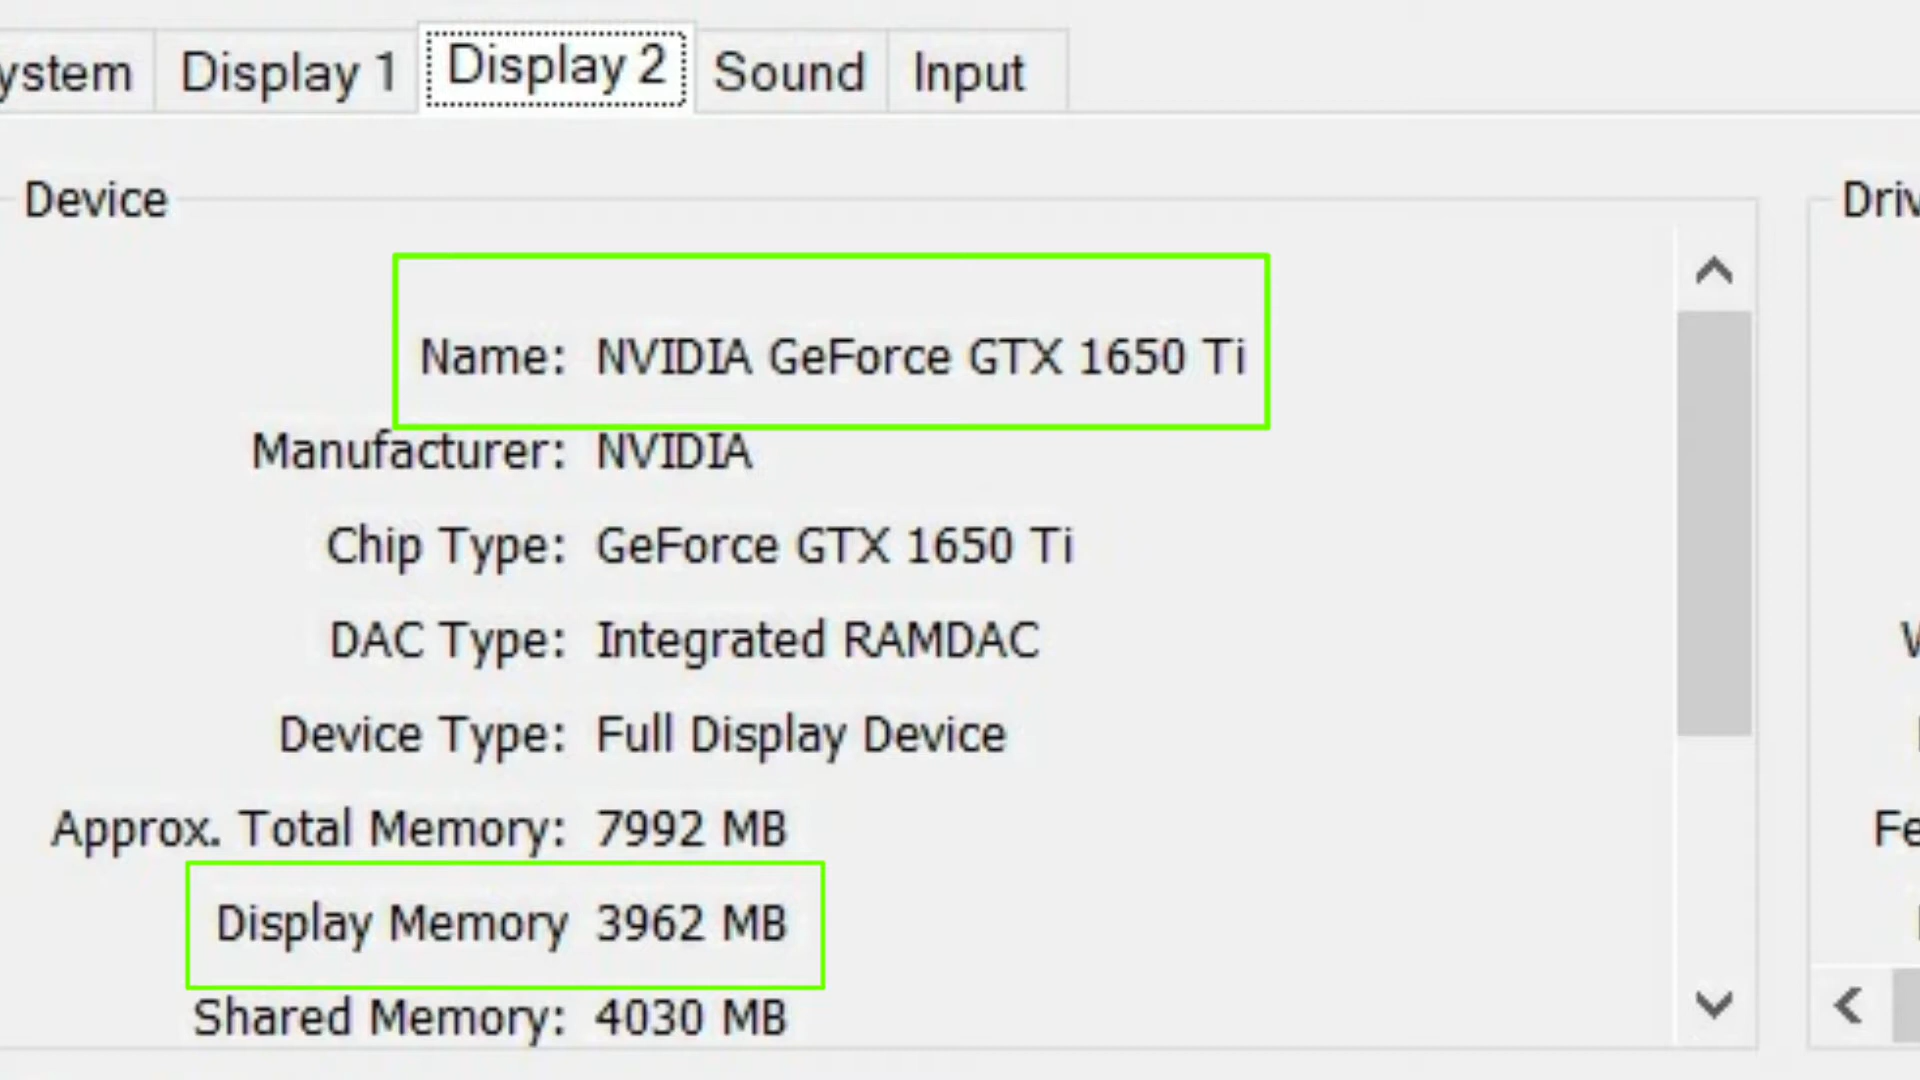 ystem Display 1 Display 2 Sound Input
Device
Name: NVIDIA GeForce GTX 1650 Ti
Manufacturer: NVIDIA
Chip Type: GeForce GTX 1650 Ti
DAC Type: Integrated RAMDAC
Device Type: Full Display Device
Approx. Total Memory: 7992 MB
Display Memory 3962 MB
Shared Memory: 4030 MB
Driv
Fe